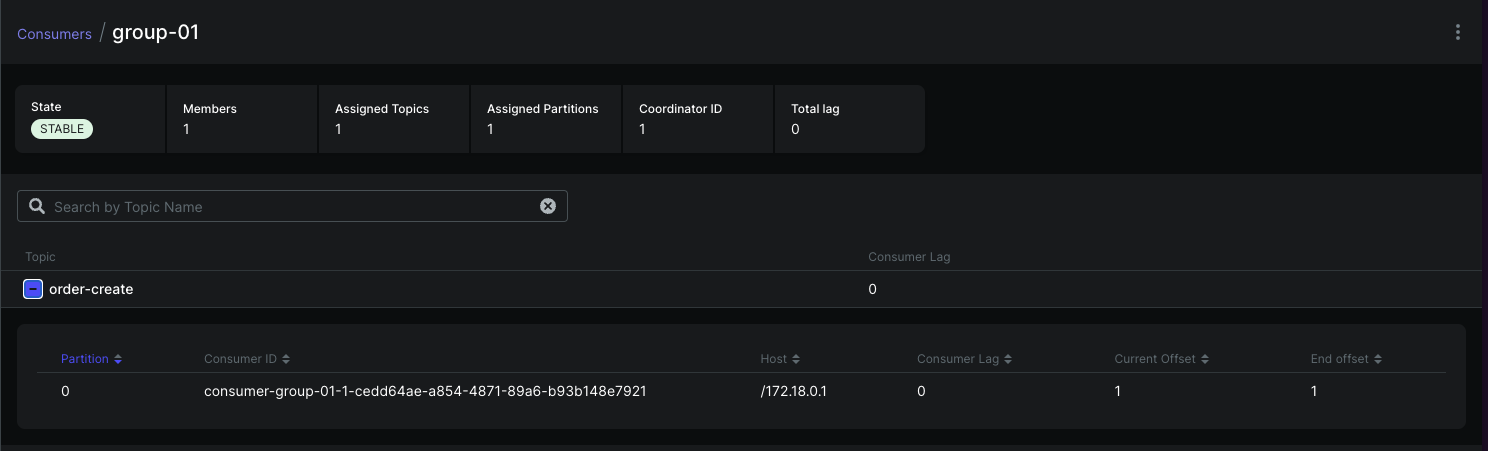 Consumers / group-01
State Members Assigned Topics Assigned Partitions Coordinator ID Total lag
STABLE 1 1 1 1 0
Search by Topic Name
Topic Consumer Lag
order-create 0
Partition Consumer ID Host Consumer Lag Current Offset End offset
0 consumer-group-01-1-cedd64ae-a854-4871-89a6-b93b148e7921 /172.18.0.1 0 1 1